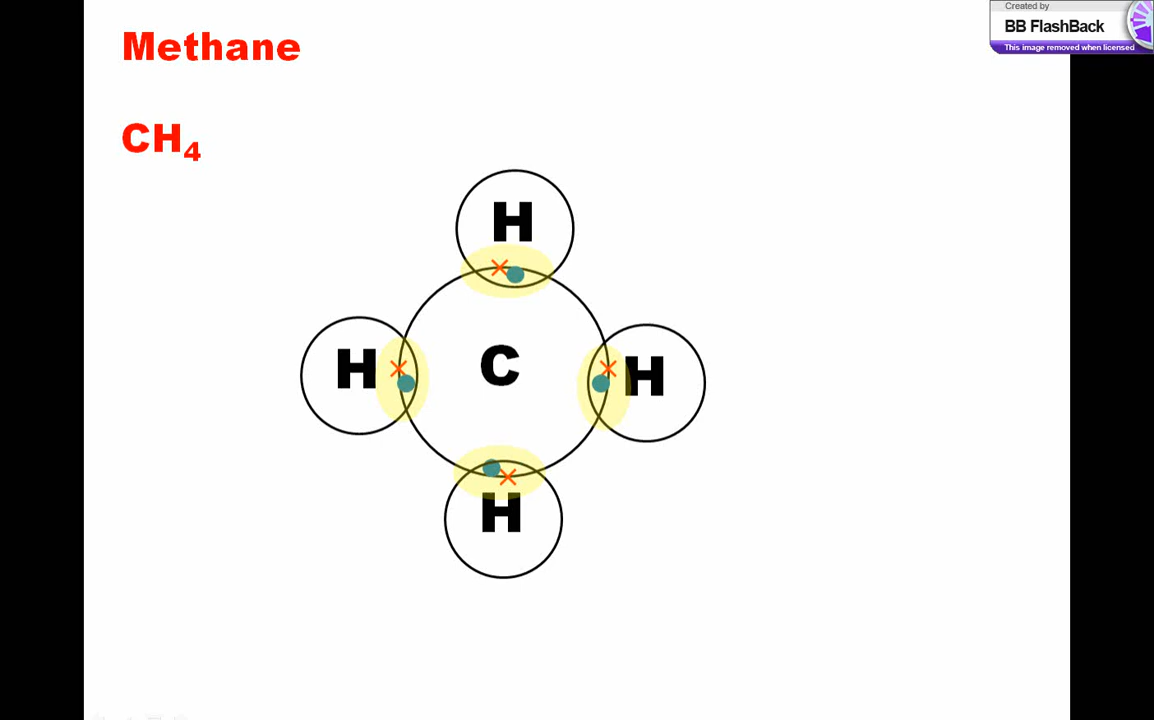 Created by
BB FlashBack
This image removed when licensed
Methane
CH₄
H
H C H
H